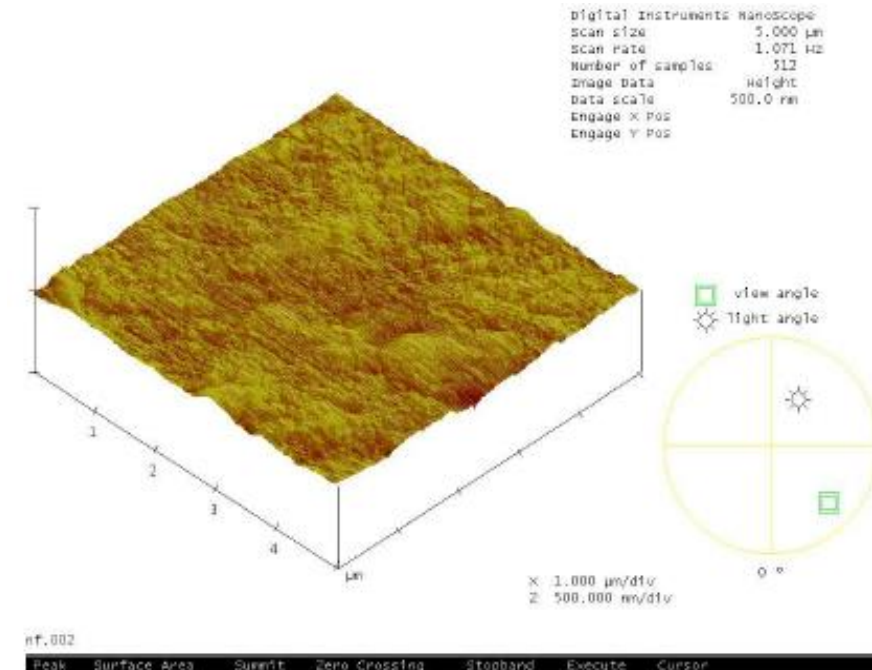 Digital Instruments NanoScope
Scan size 5.000 µm
Scan rate 1.071 Hz
Number of samples 512
Image Data Height
Data scale 500.0 nm
Engage X Pos
Engage Y Pos
view angle
light angle
1
2
3
4
µm
X 1.000 µm/div
Z 500.000 nm/div
0 °
nf.002
Peak Surface Area Summit Zero Crossing Stopband Execute Cursor